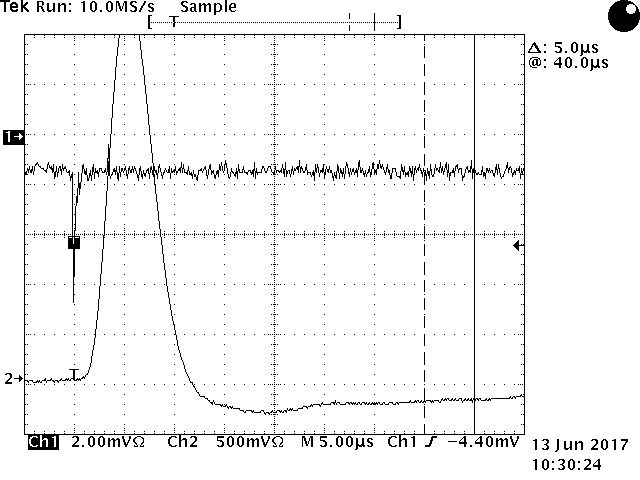 Tek Run: 10.0MS/s Sample
T
Δ: 5.0µs
@: 40.0µs
1→
T
T
2→
Ch1 2.00mVΩ Ch2 500mVΩ M 5.00µs Ch1 ƒ −4.40mV
13 Jun 2017
10:30:24